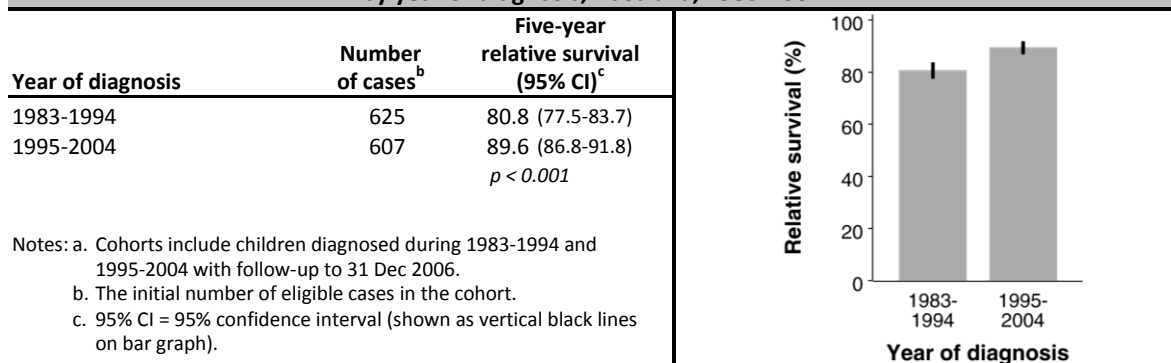 Year of diagnosis Number of cases^b Five-year relative survival (95% CI)^c
1983-1994 625 80.8 (77.5-83.7)
1995-2004 607 89.6 (86.8-91.8)
p < 0.001
Notes: a. Cohorts include children diagnosed during 1983-1994 and
1995-2004 with follow-up to 31 Dec 2006.
b. The initial number of eligible cases in the cohort.
c. 95% CI = 95% confidence interval (shown as vertical black lines
on bar graph).
Relative survival (%)
100
80
60
40
20
0
1983-
1994
1995-
2004
Year of diagnosis